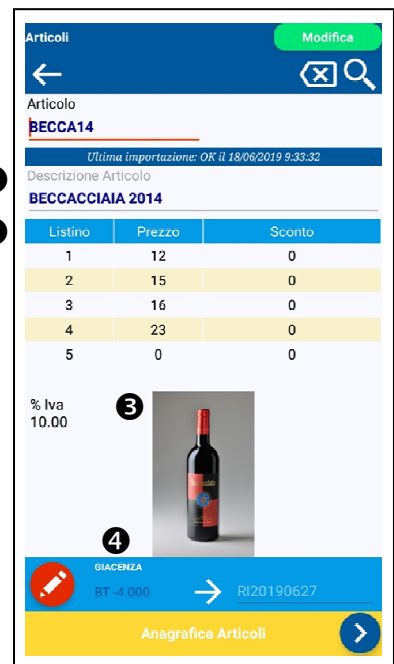 Articoli Modifica
Articolo
BECCA14
Ultima importazione: OK il 18/06/2019 9:33:32
Descrizione Articolo
BECCACCIAIA 2014
Listino Prezzo Sconto
1 12 0
2 15 0
3 16 0
4 23 0
5 0 0
% Iva
10.00
❸
❹
GIACENZA
BT -4.000 RI20190627
Anagrafica Articoli